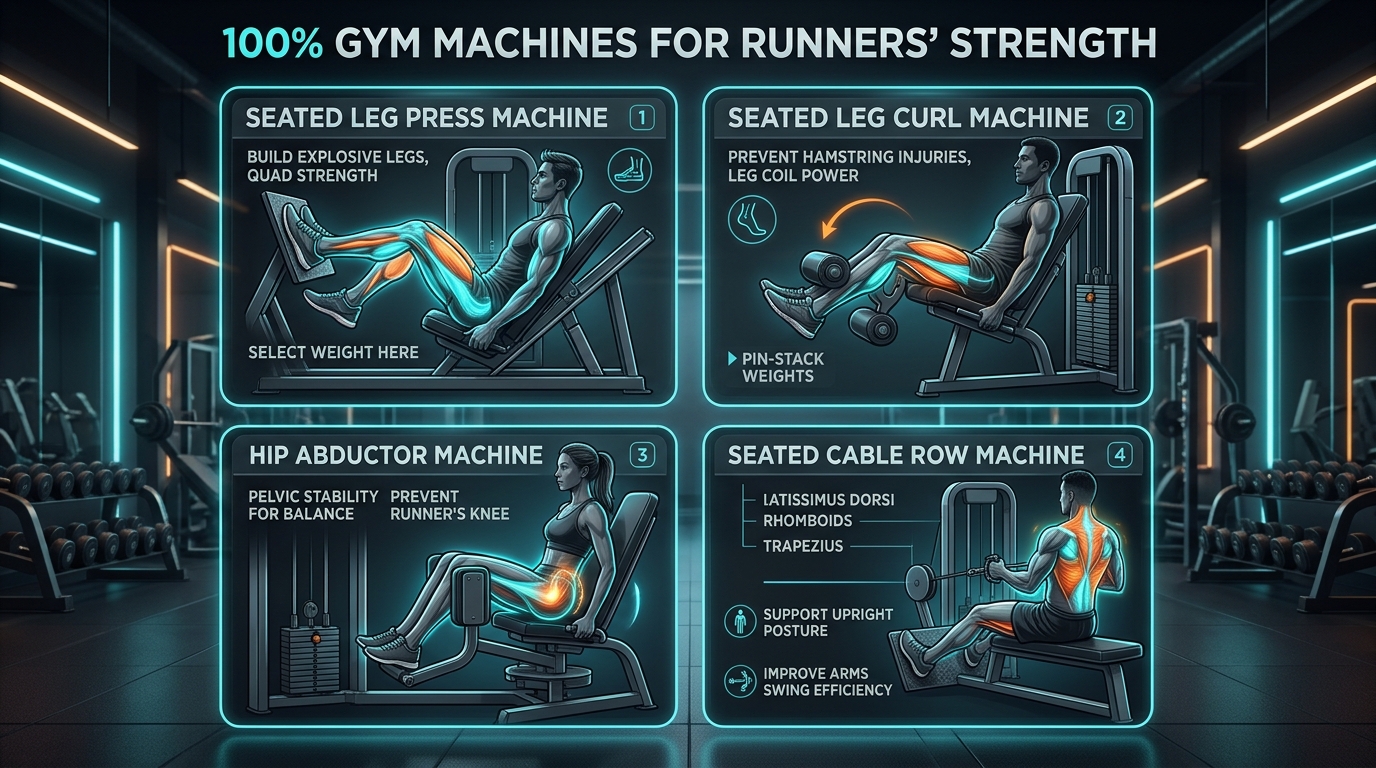 100% GYM MACHINES FOR RUNNERS’ STRENGTH
SEATED LEG PRESS MACHINE 1
BUILD EXPLOSIVE LEGS,
QUAD STRENGTH
SELECT WEIGHT HERE
SEATED LEG CURL MACHINE 2
PREVENT HAMSTRING INJURIES,
LEG COIL POWER
PIN-STACK
WEIGHTS
HIP ABDUCTOR MACHINE 3
PELVIC STABILITY
FOR BALANCE
PREVENT
RUNNER'S KNEE
SEATED CABLE ROW MACHINE 4
LATISSIMUS DORSI
RHOMBOIDS
TRAPEZIUS
SUPPORT UPRIGHT
POSTURE
IMPROVE ARMS
SWING EFFICIENCY